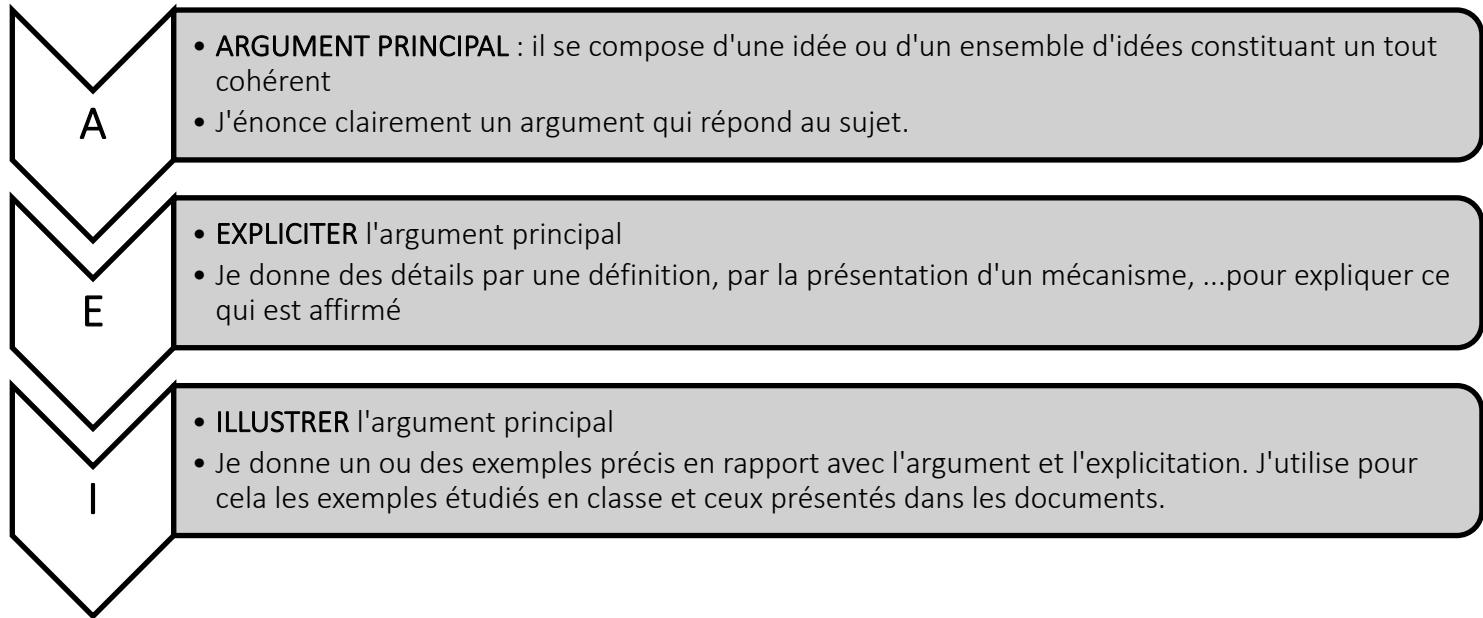 A
• ARGUMENT PRINCIPAL : il se compose d'une idée ou d'un ensemble d'idées constituant un tout
cohérent
• J'énonce clairement un argument qui répond au sujet.
E
• EXPLICITER l'argument principal
• Je donne des détails par une définition, par la présentation d'un mécanisme, ...pour expliquer ce
qui est affirmé
I
• ILLUSTRER l'argument principal
• Je donne un ou des exemples précis en rapport avec l'argument et l'explicitation. J'utilise pour
cela les exemples étudiés en classe et ceux présentés dans les documents.